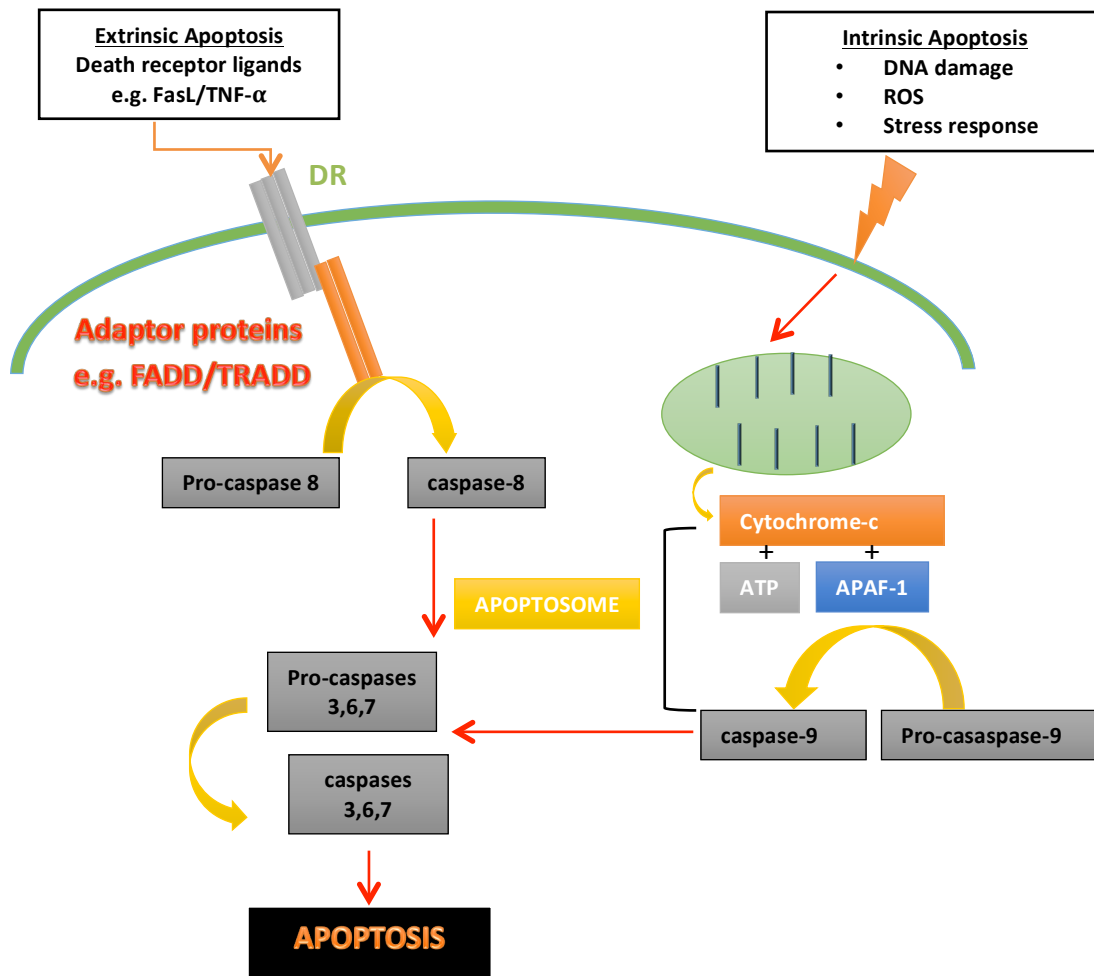 Extrinsic Apoptosis
Death receptor ligands
e.g. FasL/TNF-α
Intrinsic Apoptosis
• DNA damage
• ROS
• Stress response
DR
Adaptor proteins
e.g. FADD/TRADD
Pro-caspase 8
caspase-8
Cytochrome-c
+ +
ATP
APAF-1
APOPTOSOME
Pro-caspases
3,6,7
caspase-9
Pro-casaspase-9
caspases
3,6,7
APOPTOSIS